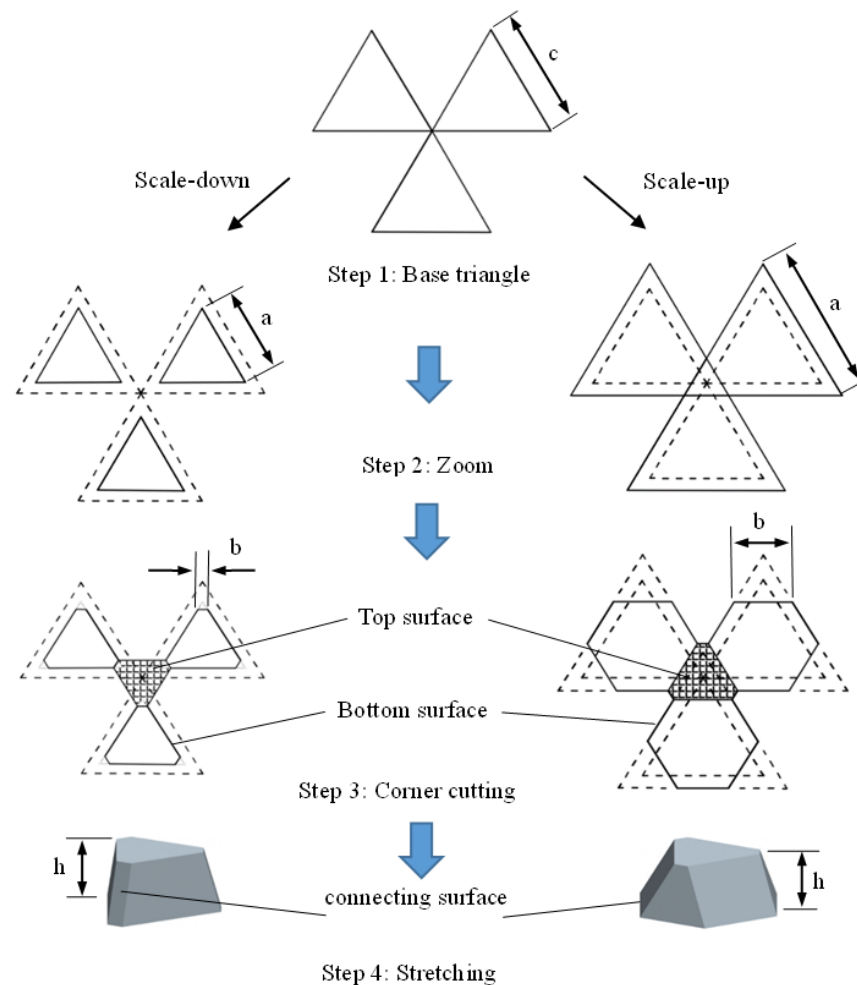 c
Scale-down
Scale-up
Step 1: Base triangle
a
a
Step 2: Zoom
b
b
Top surface
Bottom surface
Step 3: Corner cutting
h
h
connecting surface
Step 4: Stretching